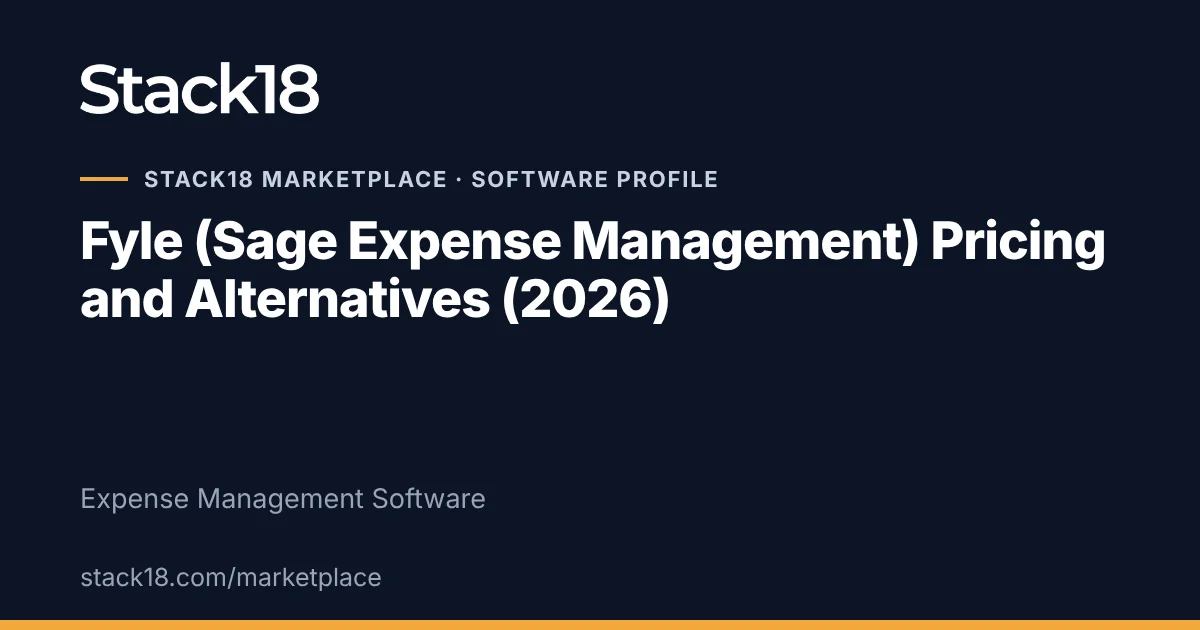 Stack18
STACK18 MARKETPLACE · SOFTWARE PROFILE
Fyle (Sage Expense Management) Pricing
and Alternatives (2026)
Expense Management Software
stack18.com/marketplace